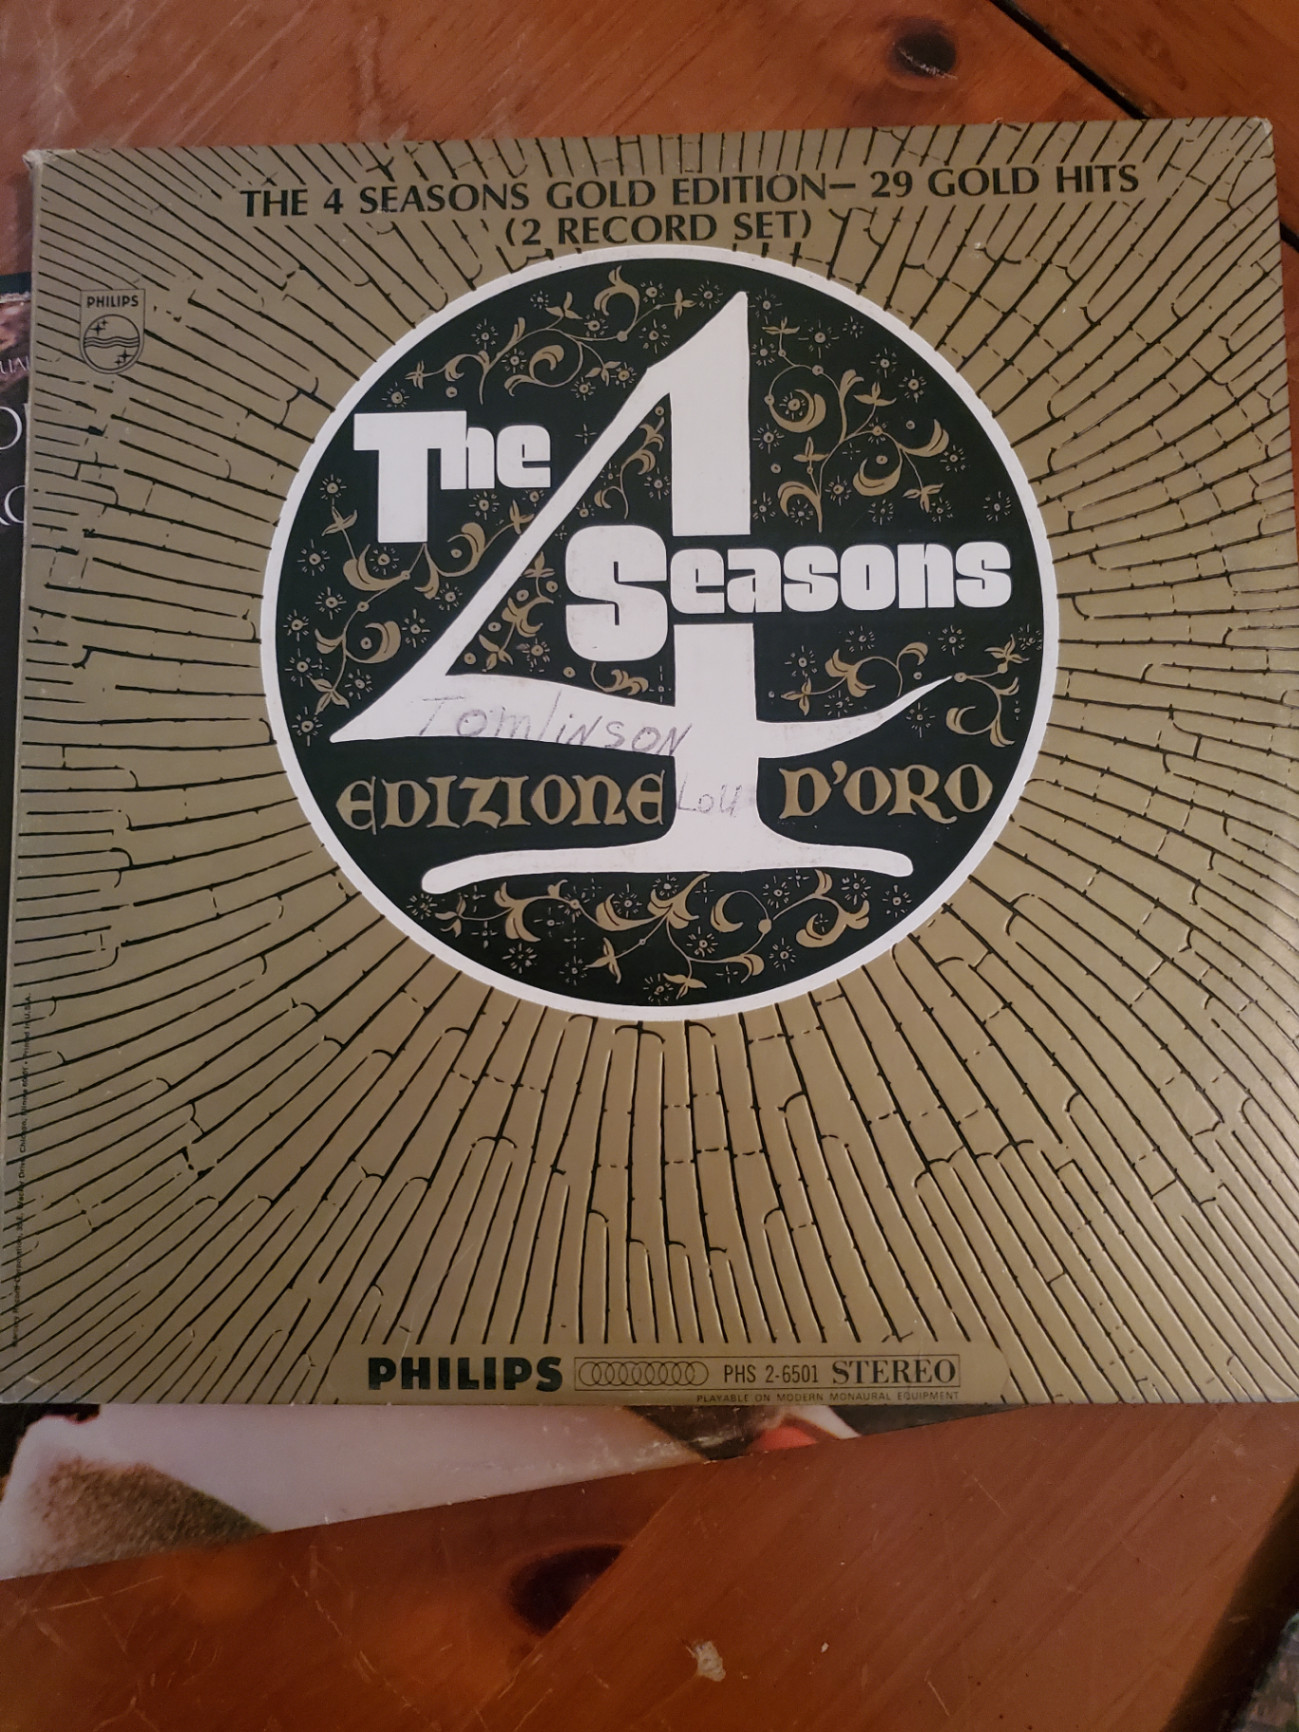 THE 4 SEASONS GOLD EDITION— 29 GOLD HITS
(2 RECORD SET)
PHILIPS
The
4
Seasons
Tomlinson
Lou
EDIZIONE D'ORO
PHILIPS PHS 2-6501 STEREO
PLAYABLE ON MODERN MONAURAL EQUIPMENT